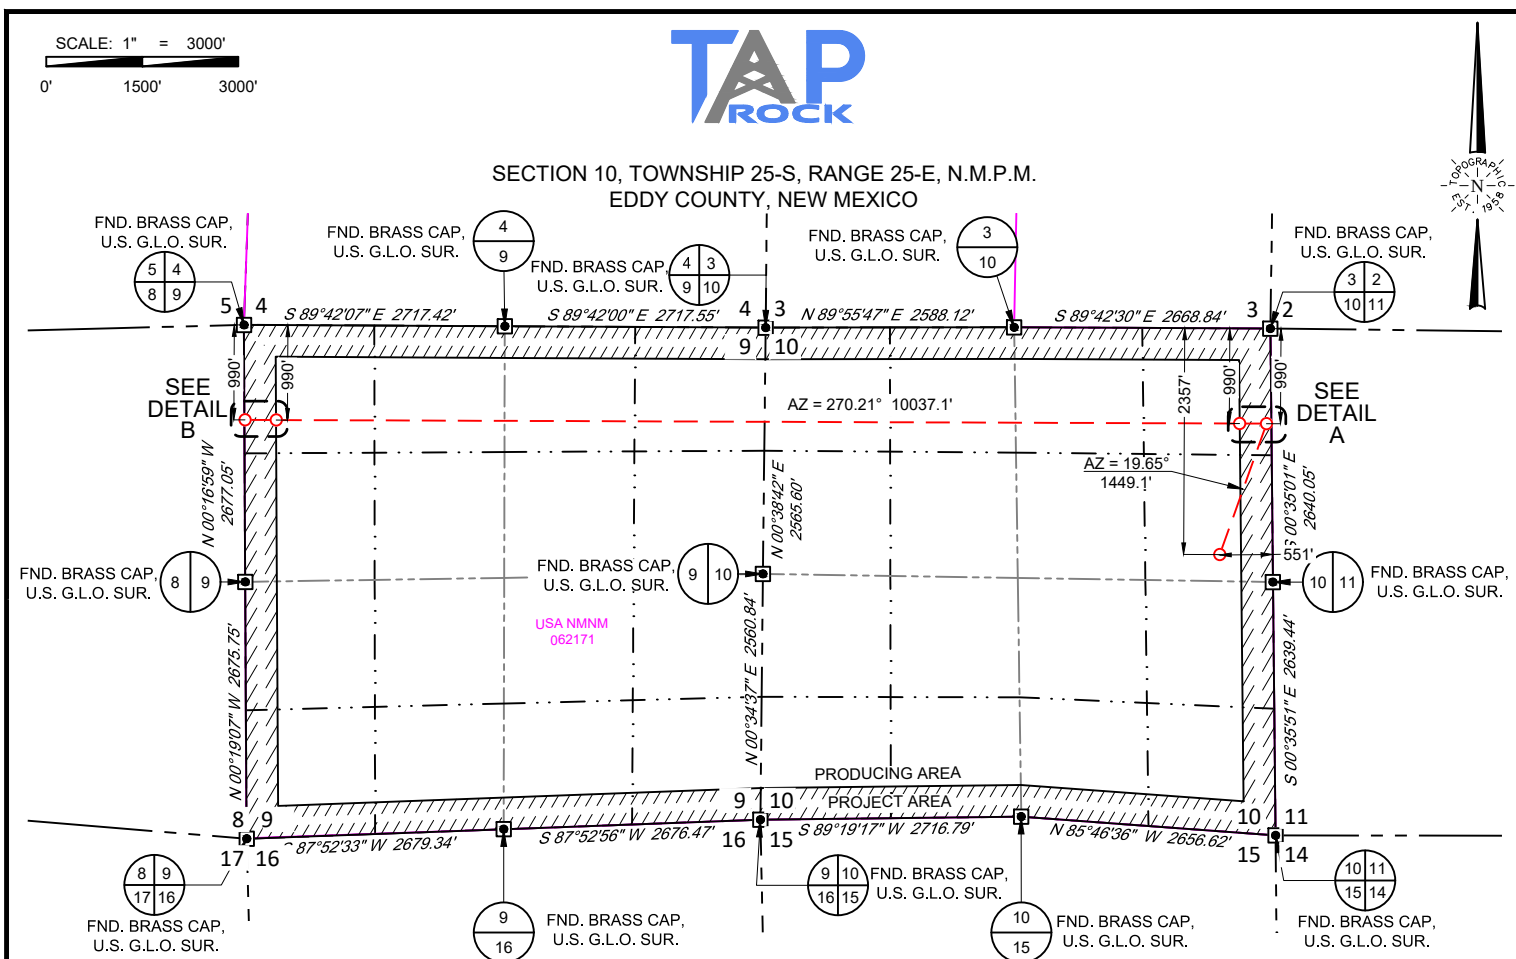 SCALE: 1" = 3000'
0' 1500' 3000'
TAP
ROCK
TOPOGRAPHIC
N
EST. 1958
SECTION 10, TOWNSHIP 25-S, RANGE 25-E, N.M.P.M.
EDDY COUNTY, NEW MEXICO
FND. BRASS CAP,
U.S. G.L.O. SUR.
5 4
8 9
FND. BRASS CAP,
U.S. G.L.O. SUR.
4
9
FND. BRASS CAP,
U.S. G.L.O. SUR.
4 3
9 10
FND. BRASS CAP,
U.S. G.L.O. SUR.
3
10
FND. BRASS CAP,
U.S. G.L.O. SUR.
3 2
10 11
5 4
S 89°42'07" E 2717.42'
S 89°42'00" E 2717.55'
4 3
9 10
N 89°55'47" E 2588.12'
S 89°42'30" E 2668.84'
3 2
990'
990'
2357'
990'
990'
SEE
DETAIL
B
AZ = 270.21° 10037.1'
SEE
DETAIL
A
N 00°16'59" W
2677.05'
N 00°38'42" E
2565.60'
AZ = 19.65°
1449.1'
S 00°35'01" E
2640.05'
551'
FND. BRASS CAP,
U.S. G.L.O. SUR.
8 9
FND. BRASS CAP,
U.S. G.L.O. SUR.
9 10
10 11
FND. BRASS CAP,
U.S. G.L.O. SUR.
USA NMNM
062171
N 00°19'07" W 2675.75'
N 00°34'37" E 2560.84'
S 00°35'51" E 2639.44'
PRODUCING AREA
PROJECT AREA
8 9
17 16
S 87°52'33" W 2679.34'
S 87°52'56" W 2676.47'
9 10
16 15
S 89°19'17" W 2716.79'
N 85°46'36" W 2656.62'
10 11
15 14
8 9
17 16
FND. BRASS CAP,
U.S. G.L.O. SUR.
9
16
FND. BRASS CAP,
U.S. G.L.O. SUR.
9 10
16 15
FND. BRASS CAP,
U.S. G.L.O. SUR.
10
15
FND. BRASS CAP,
U.S. G.L.O. SUR.
10 11
15 14
FND. BRASS CAP,
U.S. G.L.O. SUR.